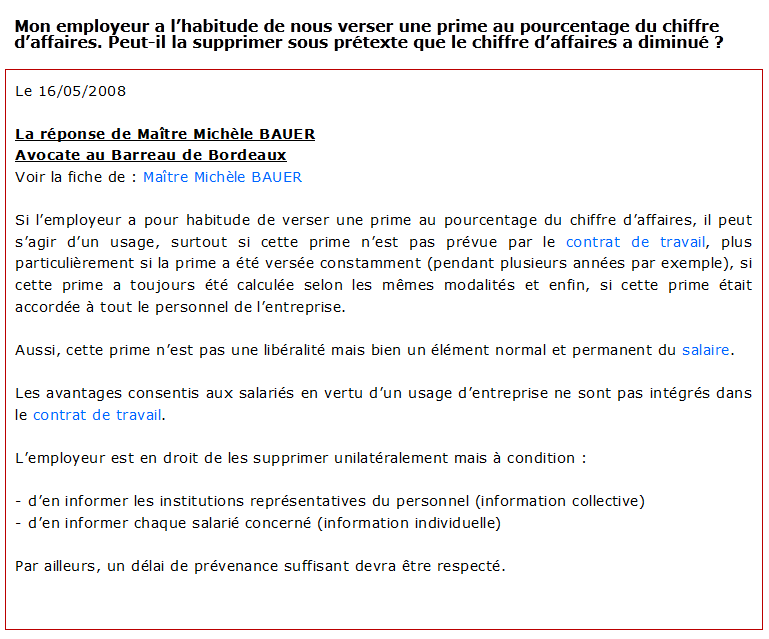 Mon employeur a l’habitude de nous verser une prime au pourcentage du chiffre
d’affaires. Peut-il la supprimer sous prétexte que le chiffre d’affaires a diminué ?
Le 16/05/2008
La réponse de Maître Michèle BAUER
Avocate au Barreau de Bordeaux
Voir la fiche de : Maître Michèle BAUER
Si l’employeur a pour habitude de verser une prime au pourcentage du chiffre d’affaires, il peut
s’agir d’un usage, surtout si cette prime n’est pas prévue par le contrat de travail, plus
particulièrement si la prime a été versée constamment (pendant plusieurs années par exemple), si
cette prime a toujours été calculée selon les mêmes modalités et enfin, si cette prime était
accordée à tout le personnel de l’entreprise.
Aussi, cette prime n’est pas une libéralité mais bien un élément normal et permanent du salaire.
Les avantages consentis aux salariés en vertu d’un usage d’entreprise ne sont pas intégrés dans
le contrat de travail.
L’employeur est en droit de les supprimer unilatéralement mais à condition :
- d’en informer les institutions représentatives du personnel (information collective)
- d’en informer chaque salarié concerné (information individuelle)
Par ailleurs, un délai de prévenance suffisant devra être respecté.